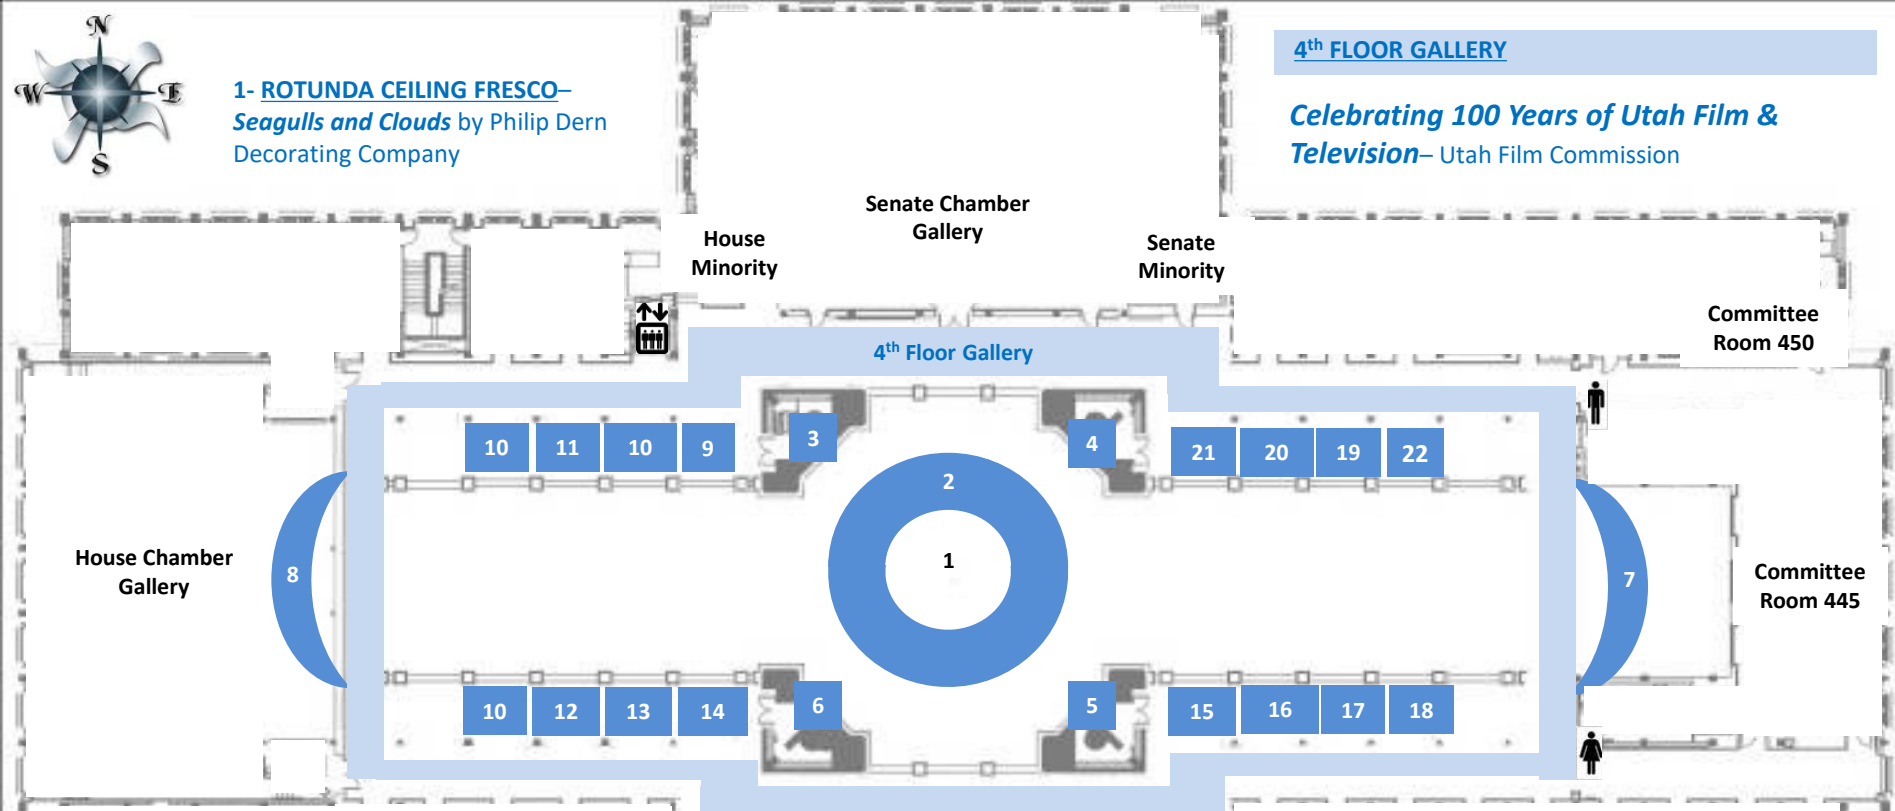 N
W
E
S
1- ROTUNDA CEILING FRESCO–
Seagulls and Clouds by Philip Dern
Decorating Company
4th FLOOR GALLERY
Celebrating 100 Years of Utah Film &
Television– Utah Film Commission
Senate Chamber
Gallery
House
Minority
Senate
Minority
Committee
Room 450
4th Floor Gallery
10
11
10
9
3
4
21
20
19
22
2
1
House Chamber
Gallery
8
7
Committee
Room 445
10
12
13
14
6
5
15
16
17
18